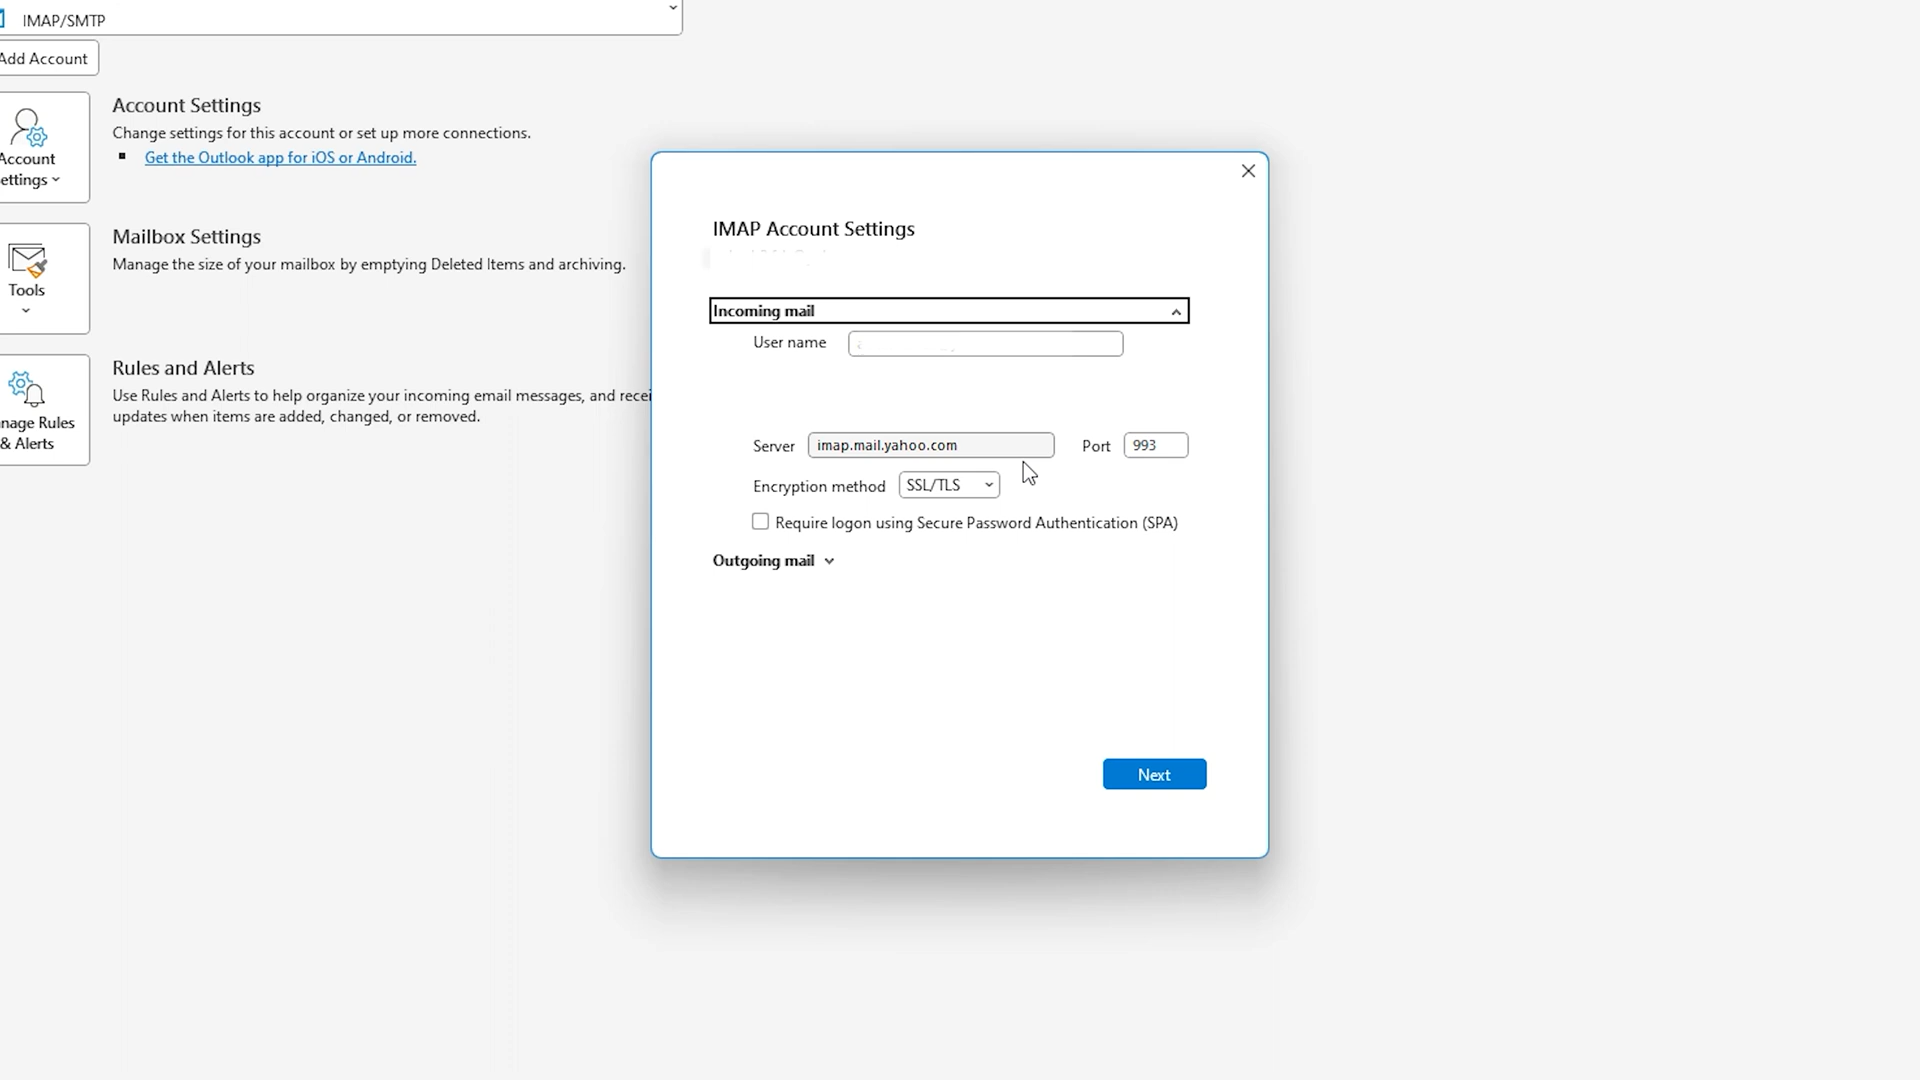 IMAP/SMTP
Add Account
Account Settings
Change settings for this account or set up more connections.
Get the Outlook app for iOS or Android.
Account
ettings
Mailbox Settings
Manage the size of your mailbox by emptying Deleted Items and archiving.
Tools
Rules and Alerts
Use Rules and Alerts to help organize your incoming email messages, and recei
updates when items are added, changed, or removed.
nage Rules
& Alerts
IMAP Account Settings
Incoming mail
User name
Server imap.mail.yahoo.com Port 993
Encryption method SSL/TLS
Require logon using Secure Password Authentication (SPA)
Outgoing mail
Next